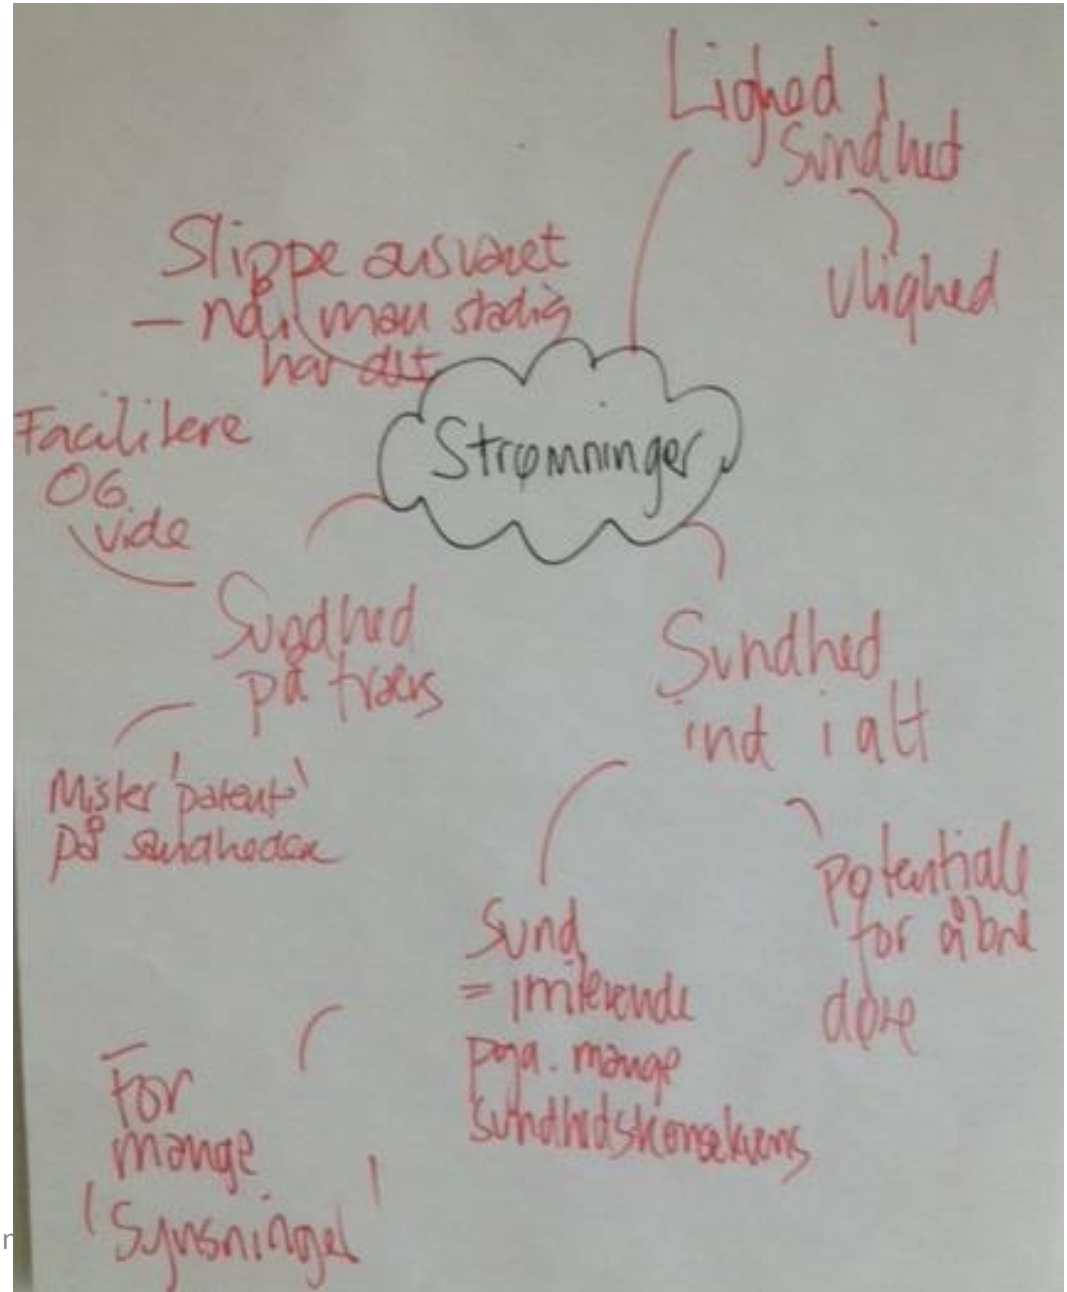 Lighed i
Sundhed
Ulighed
Slippe ansvaret
- når man stadig
har det
Strømninger
Facilitere
OG
vide
Sundhed
på tværs
Mister 'patent'
på sundheden
Sundhed
ind i alt
Potentiale
for åbne
døre
Sund
= irriterende
pga. mange
sundhedskonsekvens
For
mange
'Synsninger'